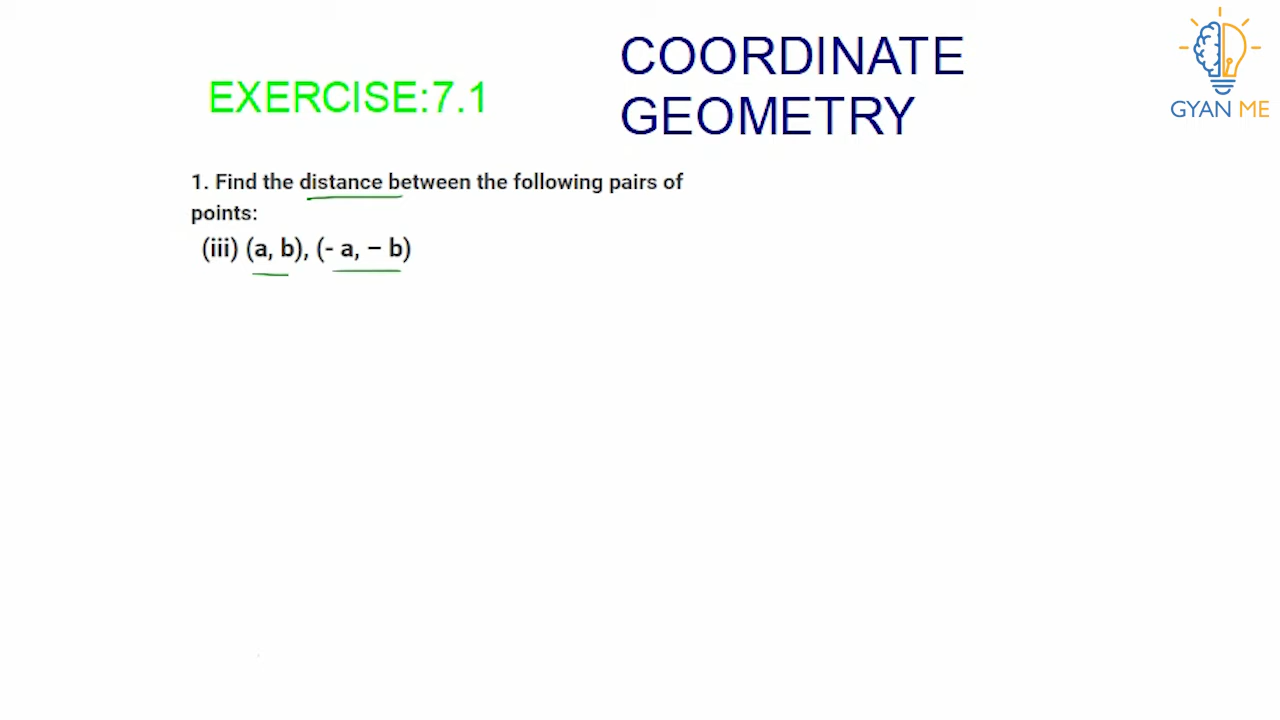 COORDINATE
GEOMETRY
EXERCISE:7.1
GYAN ME
1. Find the distance between the following pairs of
points:
(iii) (a, b), (- a, – b)